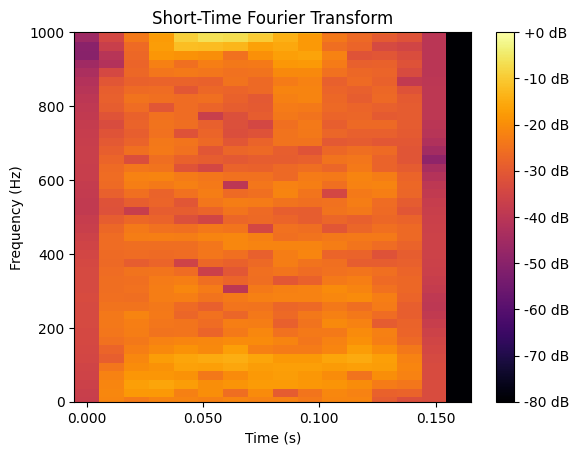 Short-Time Fourier Transform
1000
800
600
400
200
0
Frequency (Hz)
0.000
0.050
0.100
0.150
Time (s)
+0 dB
-10 dB
-20 dB
-30 dB
-40 dB
-50 dB
-60 dB
-70 dB
-80 dB